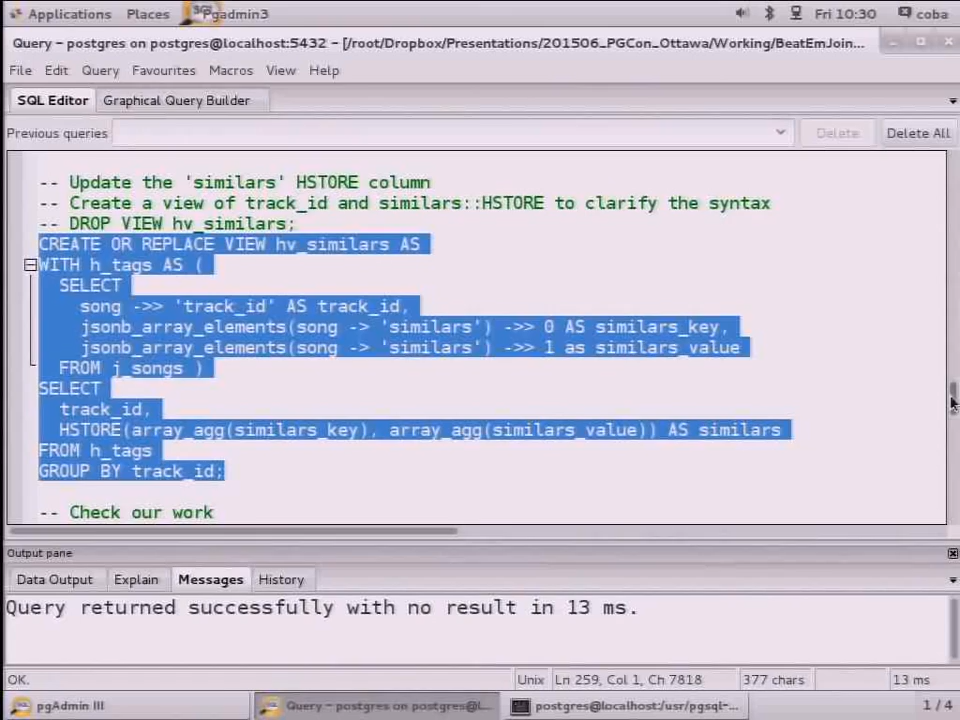 Applications Places Pgadmin3 Fri 10:30 coba
Query - postgres on postgres@localhost:5432 - [/root/Dropbox/Presentations/201506_PGCon_Ottawa/Working/BeatEmJoin...
File Edit Query Favourites Macros View Help
SQL Editor Graphical Query Builder
Previous queries Delete Delete All
-- Update the 'similars' HSTORE column
-- Create a view of track_id and similars::HSTORE to clarify the syntax
-- DROP VIEW hv_similars;
CREATE OR REPLACE VIEW hv_similars AS
WITH h_tags AS (
SELECT
song ->> 'track_id' AS track_id,
jsonb_array_elements(song -> 'similars') ->> 0 AS similars_key,
jsonb_array_elements(song -> 'similars') ->> 1 as similars_value
FROM j_songs )
SELECT
track_id,
HSTORE(array_agg(similars_key), array_agg(similars_value)) AS similars
FROM h_tags
GROUP BY track_id;
-- Check our work
Output pane
Data Output Explain Messages History
Query returned successfully with no result in 13 ms.
OK. Unix Ln 259, Col 1, Ch 7818 377 chars 13 ms
pgAdmin III Query - postgres on postgres@l... postgres@localhost:/usr/pgsql-... 1 / 4